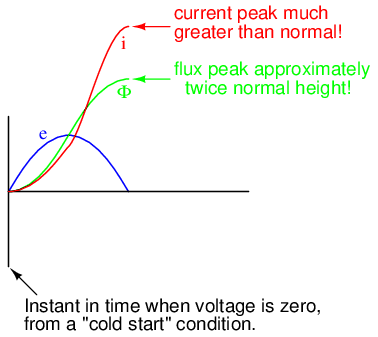 current peak much
greater than normal!
i
flux peak approximately
twice normal height!
Φ
e
Instant in time when voltage is zero,
from a "cold start" condition.